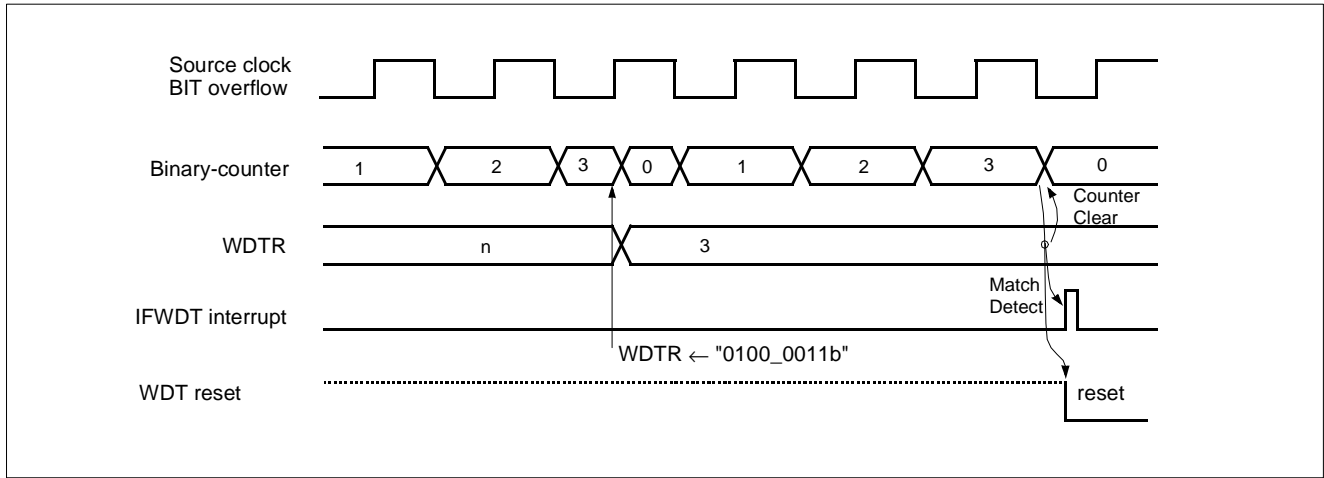 Source clock
BIT overflow
Binary-counter 1 2 3 0 1 2 3 0
Counter
Clear
WDTR n 3
Match
Detect
IFWDT interrupt
WDTR ← "0100_0011b"
WDT reset reset